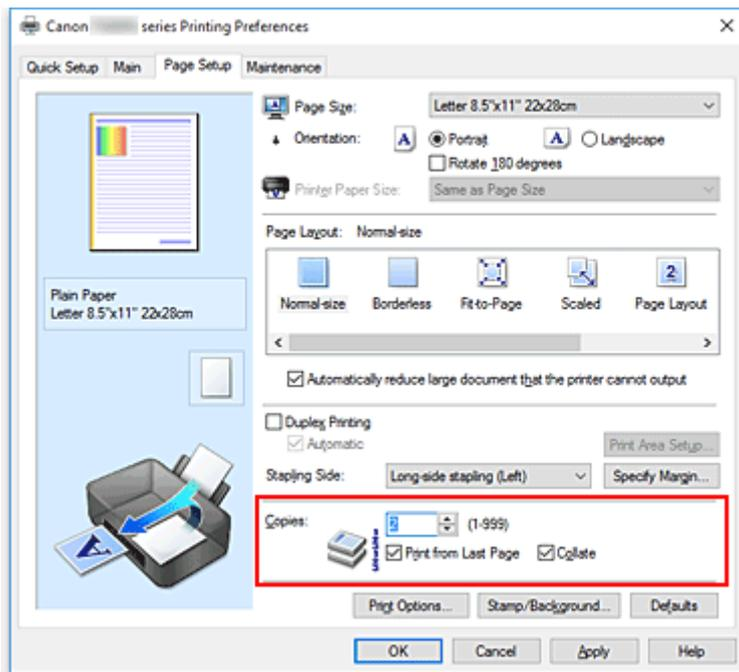 Canon series Printing Preferences
Quick Setup Main Page Setup Maintenance
Page Size: Letter 8.5"x11" 22x28cm
Orientation: A Portrait A Landscape
Rotate 180 degrees
Printer Paper Size: Same as Page Size
Page Layout: Normal-size
2
Normal-size Borderless Fit-to-Page Scaled Page Layout
Plain Paper
Letter 8.5"x11" 22x28cm
Automatically reduce large document that the printer cannot output
Duplex Printing
Automatic Print Area Setup...
Stapling Side: Long-side stapling (Left) Specify Margin...
Copies: 2 (1-999)
Print from Last Page Collate
A
Print Options... Stamp/Background... Defaults
OK Cancel Apply Help